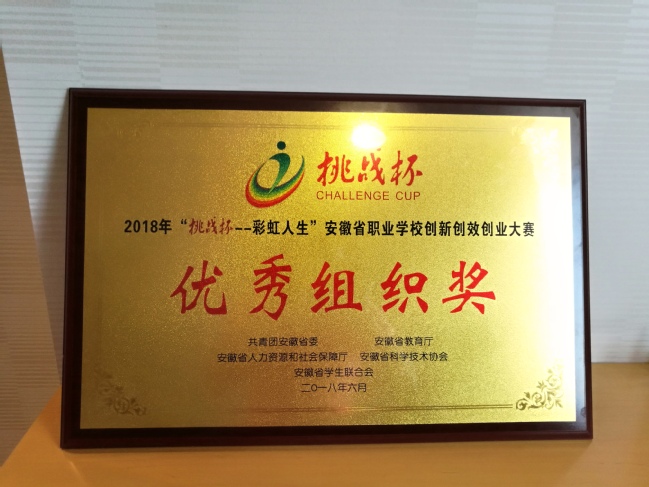 挑战杯
CHALLENGE CUP
2018年“挑战杯--彩虹人生”安徽省职业学校创新创效创业大赛
优秀组织奖
共青团安徽省委 安徽省教育厅
安徽省人力资源和社会保障厅 安徽省科学技术协会
安徽省学生联合会
二〇一八年六月